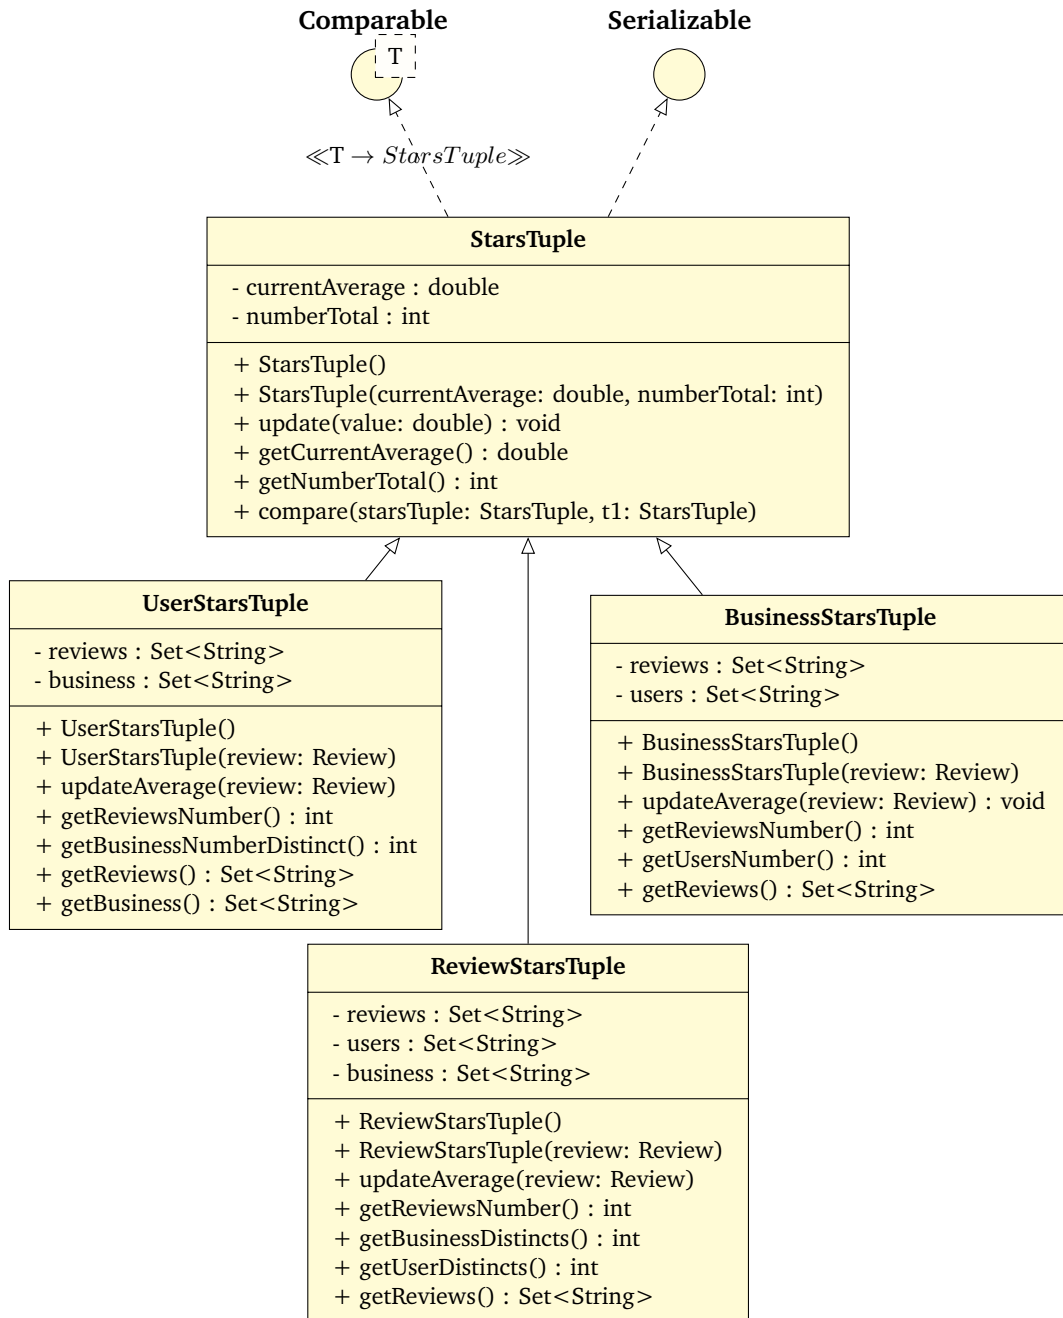 Comparable
Serializable
T
≪T → StarsTuple≫
StarsTuple
- currentAverage : double
- numberTotal : int
+ StarsTuple()
+ StarsTuple(currentAverage: double, numberTotal: int)
+ update(value: double) : void
+ getCurrentAverage() : double
+ getNumberTotal() : int
+ compare(starsTuple: StarsTuple, t1: StarsTuple)
UserStarsTuple
- reviews : Set<String>
- business : Set<String>
+ UserStarsTuple()
+ UserStarsTuple(review: Review)
+ updateAverage(review: Review)
+ getReviewsNumber() : int
+ getBusinessNumberDistinct() : int
+ getReviews() : Set<String>
+ getBusiness() : Set<String>
BusinessStarsTuple
- reviews : Set<String>
- users : Set<String>
+ BusinessStarsTuple()
+ BusinessStarsTuple(review: Review)
+ updateAverage(review: Review) : void
+ getReviewsNumber() : int
+ getUsersNumber() : int
+ getReviews() : Set<String>
ReviewStarsTuple
- reviews : Set<String>
- users : Set<String>
- business : Set<String>
+ ReviewStarsTuple()
+ ReviewStarsTuple(review: Review)
+ updateAverage(review: Review)
+ getReviewsNumber() : int
+ getBusinessDistincts() : int
+ getUserDistincts() : int
+ getReviews() : Set<String>